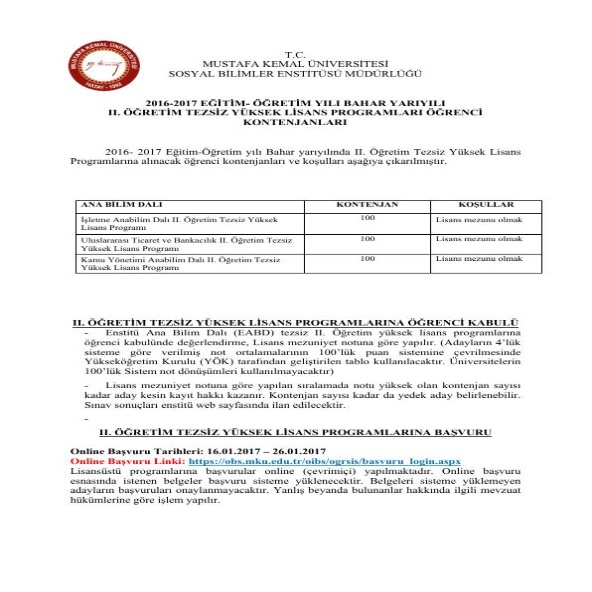 MUSTAFA KEMAL ÜNİVERSİTESİ
HATAY - 1992
T.C.
MUSTAFA KEMAL ÜNİVERSİTESİ
SOSYAL BİLİMLER ENSTİTÜSÜ MÜDÜRLÜĞÜ
2016-2017 EĞİTİM- ÖĞRETİM YILI BAHAR YARIYILI
II. ÖĞRETİM TEZSİZ YÜKSEK LİSANS PROGRAMLARI ÖĞRENCİ
KONTENJANLARI
2016- 2017 Eğitim-Öğretim yılı Bahar yarıyılında II. Öğretim Tezsiz Yüksek Lisans
Programlarına alınacak öğrenci kontenjanları ve koşulları aşağıya çıkarılmıştır.
ANA BİLİM DALI KONTENJAN KOŞULLAR
İşletme Anabilim Dalı II. Öğretim Tezsiz Yüksek 100 Lisans mezunu olmak
Lisans Programı
Uluslararası Ticaret ve Bankacılık II. Öğretim Tezsiz 100 Lisans mezunu olmak
Yüksek Lisans Programı
Kamu Yönetimi Anabilim Dalı II. Öğretim Tezsiz 100 Lisans mezunu olmak
Yüksek Lisans Programı
II. ÖĞRETİM TEZSİZ YÜKSEK LİSANS PROGRAMLARINA ÖĞRENCİ KABULÜ
- Enstitü Ana Bilim Dalı (EABD) tezsiz II. Öğretim yüksek lisans programlarına
öğrenci kabulünde değerlendirme, Lisans mezuniyet notuna göre yapılır. (Adayların 4’lük
sisteme göre verilmiş not ortalamalarının 100’lük puan sistemine çevrilmesinde
Yükseköğretim Kurulu (YÖK) tarafından geliştirilen tablo kullanılacaktır. Üniversitelerin
100’lük Sistem not dönüşümleri kullanılmayacaktır)
- Lisans mezuniyet notuna göre yapılan sıralamada notu yüksek olan kontenjan sayısı
kadar aday kesin kayıt hakkı kazanır. Kontenjan sayısı kadar da yedek aday belirlenebilir.
Sınav sonuçları enstitü web sayfasında ilan edilecektir.
-
II. ÖĞRETİM TEZSİZ YÜKSEK LİSANS PROGRAMLARINA BAŞVURU
Online Başvuru Tarihleri: 16.01.2017 – 26.01.2017
Online Başvuru Linki: https://obs.mku.edu.tr/oibs/ogrsis/basvuru_login.aspx
Lisansüstü programlarına başvurular online (çevrimiçi) yapılmaktadır. Online başvuru
esnasında istenen belgeler başvuru sisteme yüklenecektir. Belgeleri sisteme yüklemeyen
adayların başvuruları onaylanmayacaktır. Yanlış beyanda bulunanlar hakkında ilgili mevzuat
hükümlerine göre işlem yapılır.